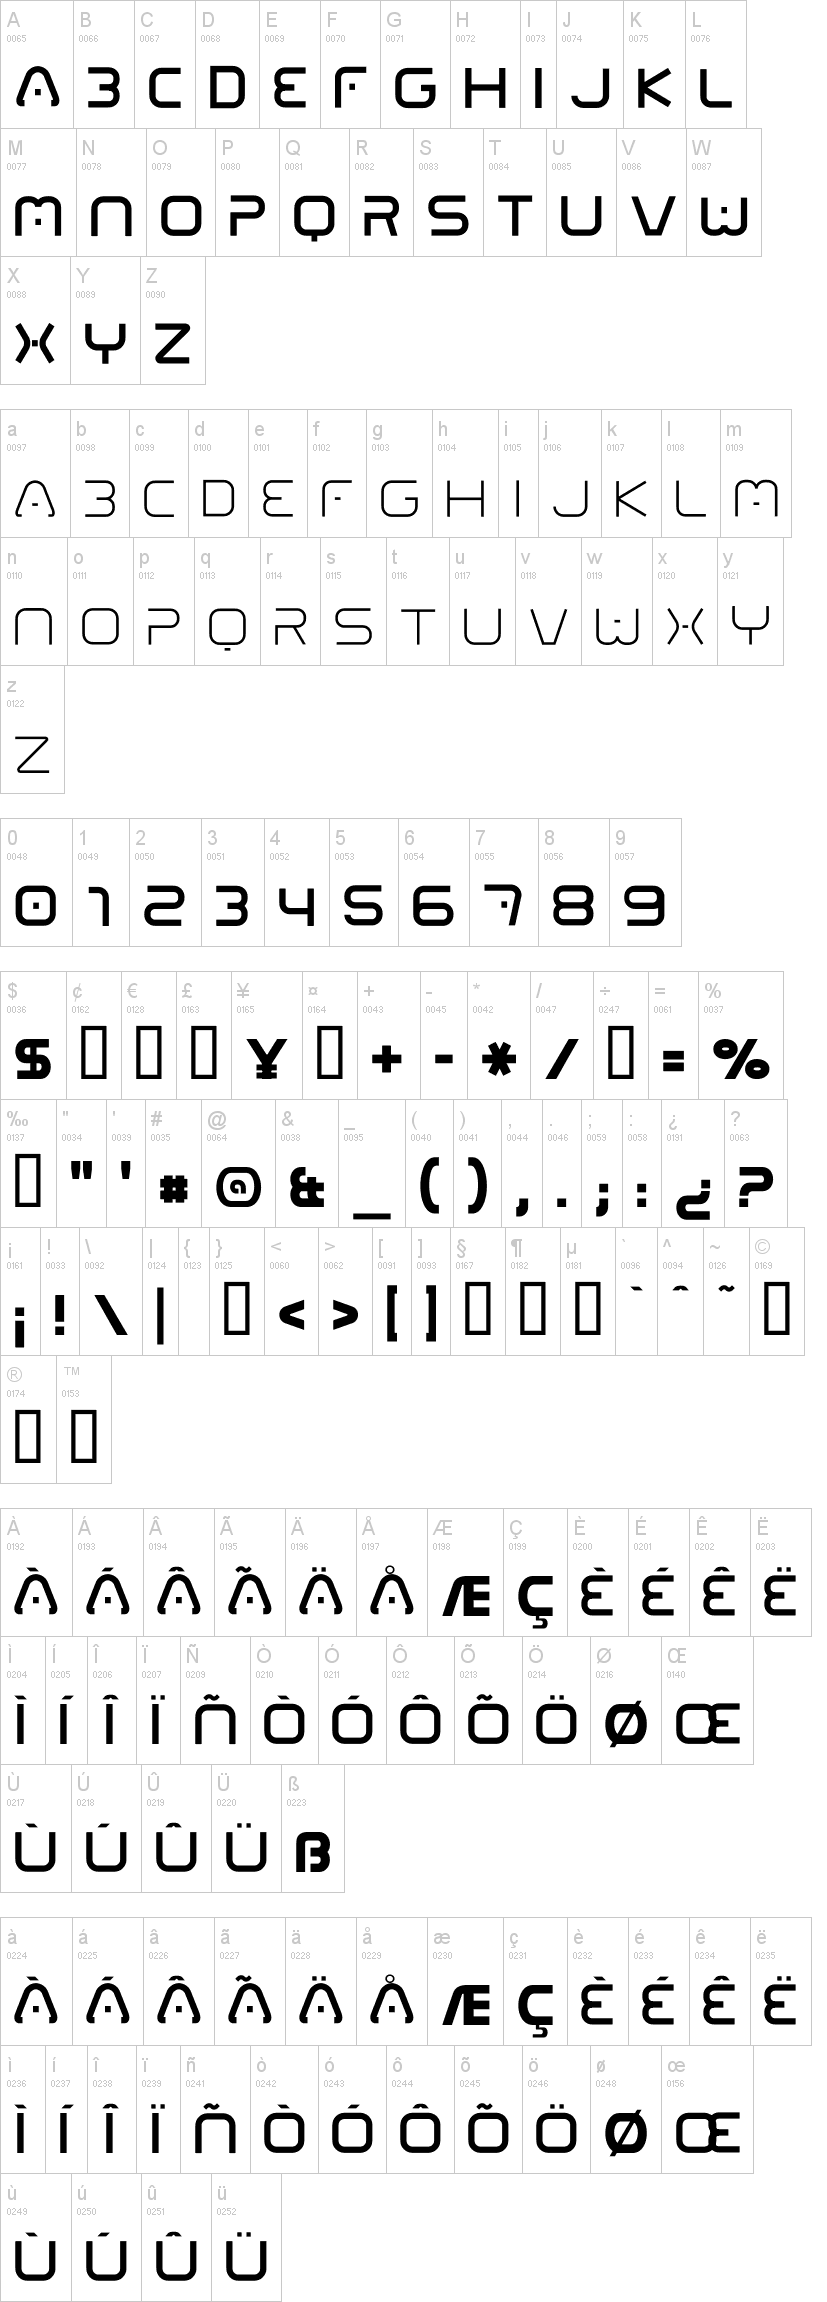 A B C D E F G H I J K L
0065 0066 0067 0068 0069 0070 0071 0072 0073 0074 0075 0076
A B C D E F G H I J K L
M N O P Q R S T U V W
0077 0078 0079 0080 0081 0082 0083 0084 0085 0086 0087
M N O P Q R S T U V W
X Y Z
0088 0089 0090
X Y Z
a b c d e f g h i j k l m
0097 0098 0099 0100 0101 0102 0103 0104 0105 0106 0107 0108 0109
A B C D E F G H I J K L M
n o p q r s t u v w x y
0110 0111 0112 0113 0114 0115 0116 0117 0118 0119 0120 0121
N O P Q R S T U V W X Y
z
0122
Z
0 1 2 3 4 5 6 7 8 9
0048 0049 0050 0051 0052 0053 0054 0055 0056 0057
0 1 2 3 4 5 6 7 8 9
$ ¢ € £ ¥ ¤ + - * / ÷ = %
0036 0162 0128 0163 0165 0164 0043 0045 0042 0047 0247 0061 0037
$ ▯ ▯ ▯ ¥ ▯ + - * / ▯ = %
‰ " ' # @ & _ ( ) , . ; : ¿ ?
0137 0034 0039 0035 0064 0038 0095 0040 0041 0044 0046 0059 0058 0191 0063
▯ " ' # @ & _ ( ) , . ; : ¿ ?
¡ ! \ | { } < > [ ] § ¶ µ ` ^ ~ ©
0161 0033 0092 0124 0123 0125 0060 0062 0091 0093 0167 0182 0181 0096 0094 0126 0169
¡ ! \ | ▯ < > [ ] ▯ ▯ ▯ ` ^ ~ ▯
® ™
0174 0153
▯ ▯
À Á Â Ã Ä Å Æ Ç È É Ê Ë
0192 0193 0194 0195 0196 0197 0198 0199 0200 0201 0202 0203
À Á Â Ã Ä Å Æ Ç È É Ê Ë
Ì Í Î Ï Ñ Ò Ó Ô Õ Ö Ø Œ
0204 0205 0206 0207 0209 0210 0211 0212 0213 0214 0216 0140
Ì Í Î Ï Ñ Ò Ó Ô Õ Ö Ø Œ
Ù Ú Û Ü ß
0217 0218 0219 0220 0223
Ù Ú Û Ü ß
à á â ã ä å æ ç è é ê ë
0224 0225 0226 0227 0228 0229 0230 0231 0232 0233 0234 0235
À Á Â Ã Ä Å Æ Ç È É Ê Ë
ì í î ï ñ ò ó ô õ ö ø œ
0236 0237 0238 0239 0241 0242 0243 0244 0245 0246 0248 0156
Ì Í Î Ï Ñ Ò Ó Ô Õ Ö Ø Œ
ù ú û ü
0249 0250 0251 0252
Ù Ú Û Ü